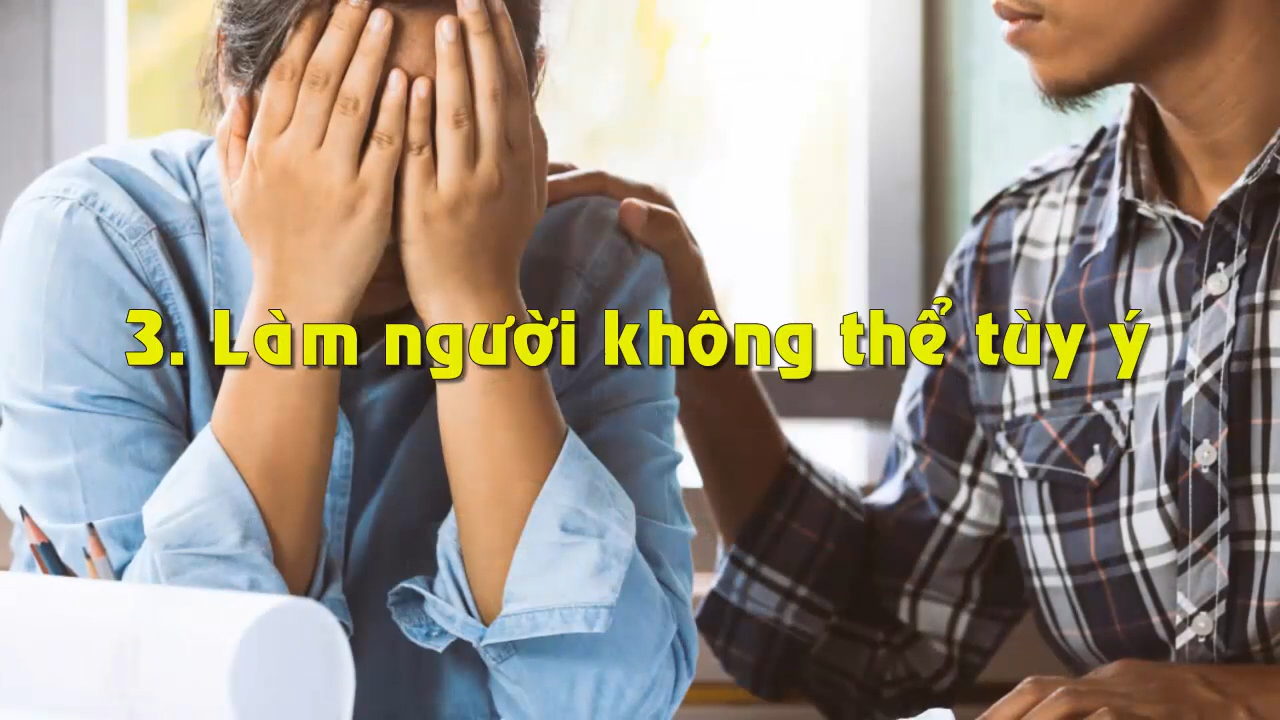 3. Làm người không thể tùy ý